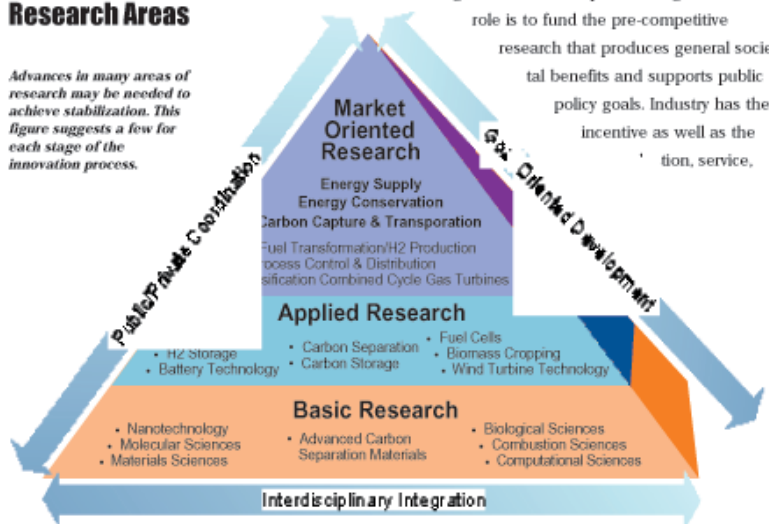 Research Areas
Advances in many areas of
research may be needed to
achieve stabilization. This
figure suggests a few for
each stage of the
innovation process.
role is to fund the pre-competitive
research that produces general socie
tal benefits and supports public
policy goals. Industry has the
incentive as well as the
tion, service,
Public/Private Coordination
Oriented Development
Market
Oriented
Research
Energy Supply
Energy Conservation
Carbon Capture & Transporation
Fuel Transformation/H2 Production
rocess Control & Distribution
sification Combined Cycle Gas Turbines
Applied Research
• H2 Storage
• Battery Technology
• Carbon Separation
• Carbon Storage
• Fuel Cells
• Biomass Cropping
• Wind Turbine Technology
Basic Research
• Nanotechnology
• Molecular Sciences
• Materials Sciences
• Advanced Carbon
Separation Materials
• Biological Sciences
• Combustion Sciences
• Computational Sciences
Interdisciplinary Integration